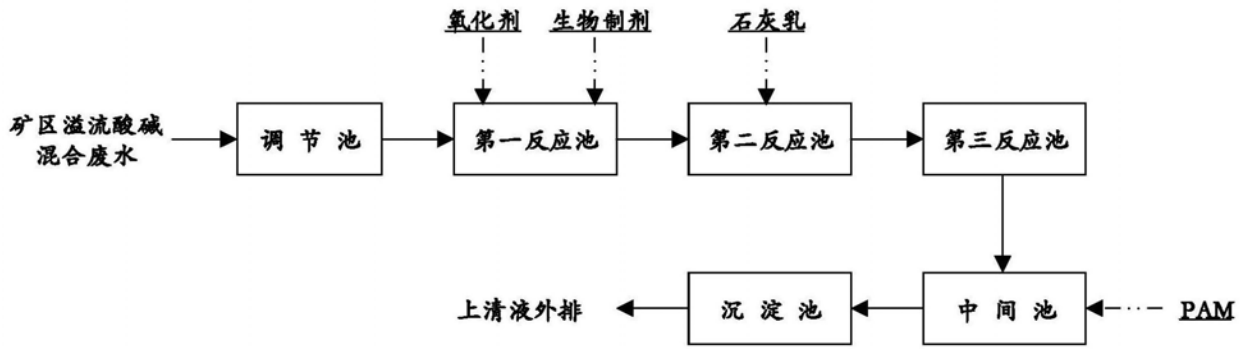 氧化剂
生物制剂
石灰乳
矿区溢流酸碱
混合废水
调节池
第一反应池
第二反应池
第三反应池
上清液外排
沉淀池
中间池
PAM